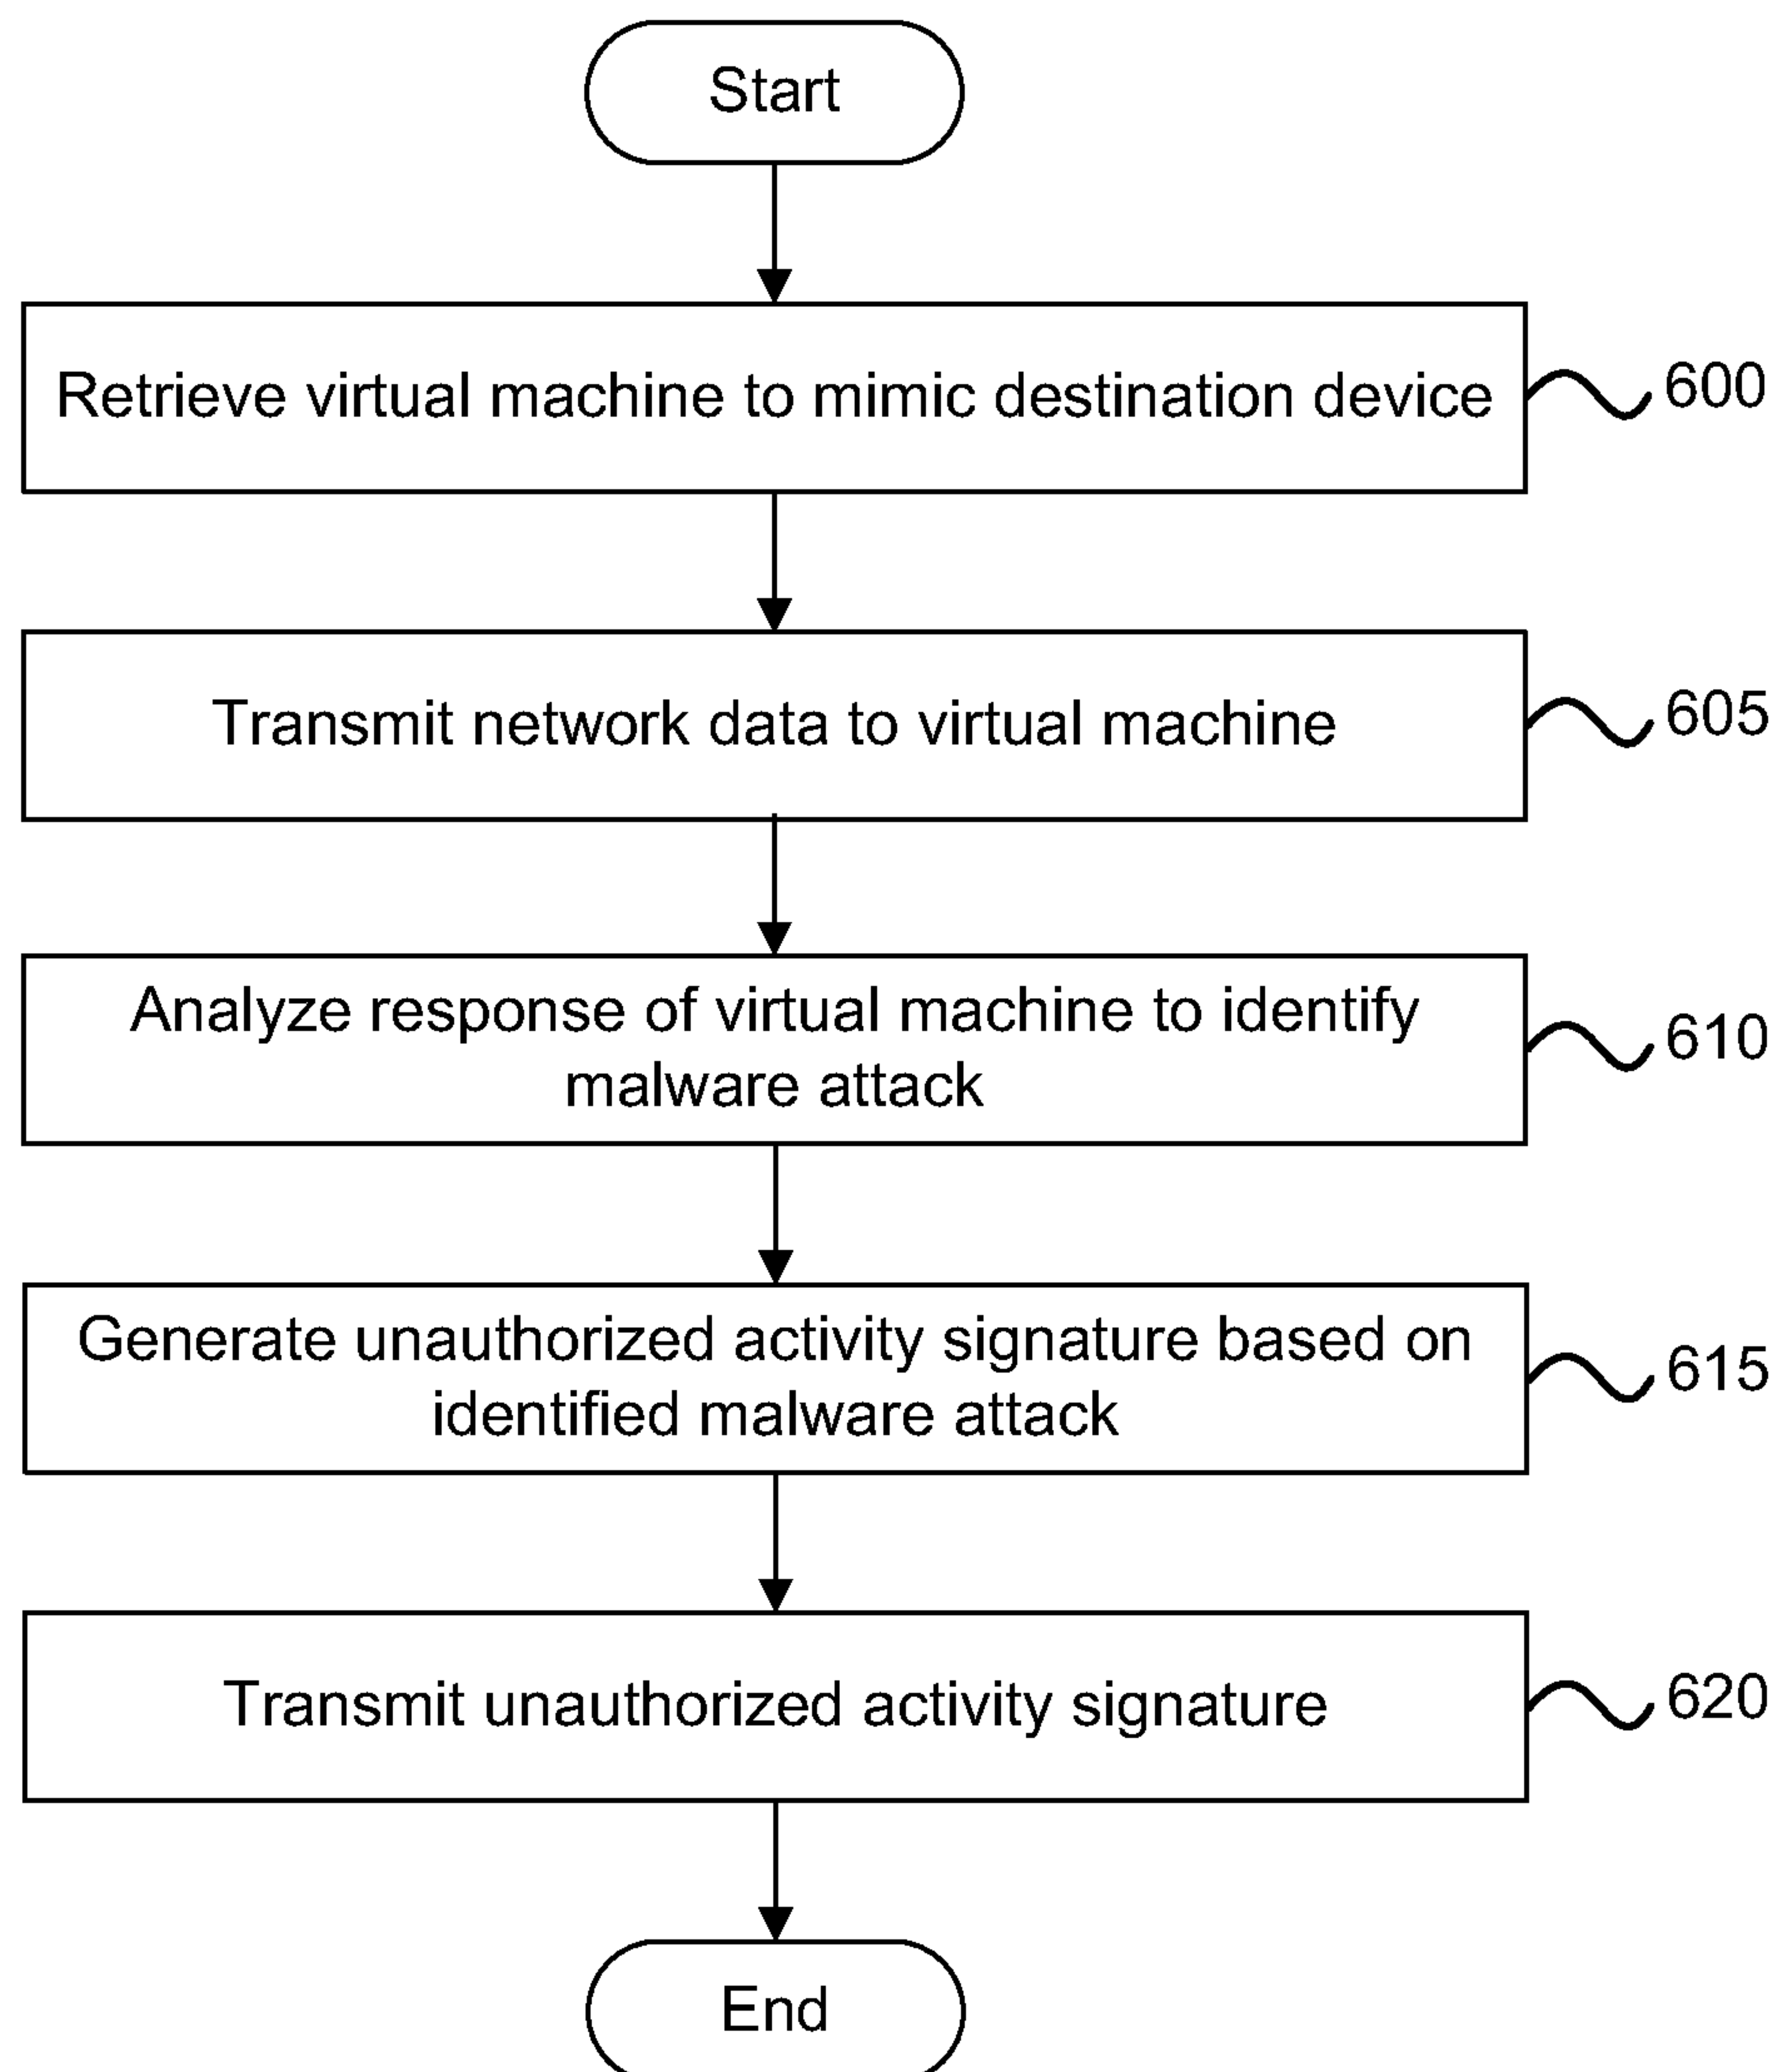 Start
Retrieve virtual machine to mimic destination device
600
Transmit network data to virtual machine
605
Analyze response of virtual machine to identify
malware attack
610
Generate unauthorized activity signature based on
identified malware attack
615
Transmit unauthorized activity signature
620
End